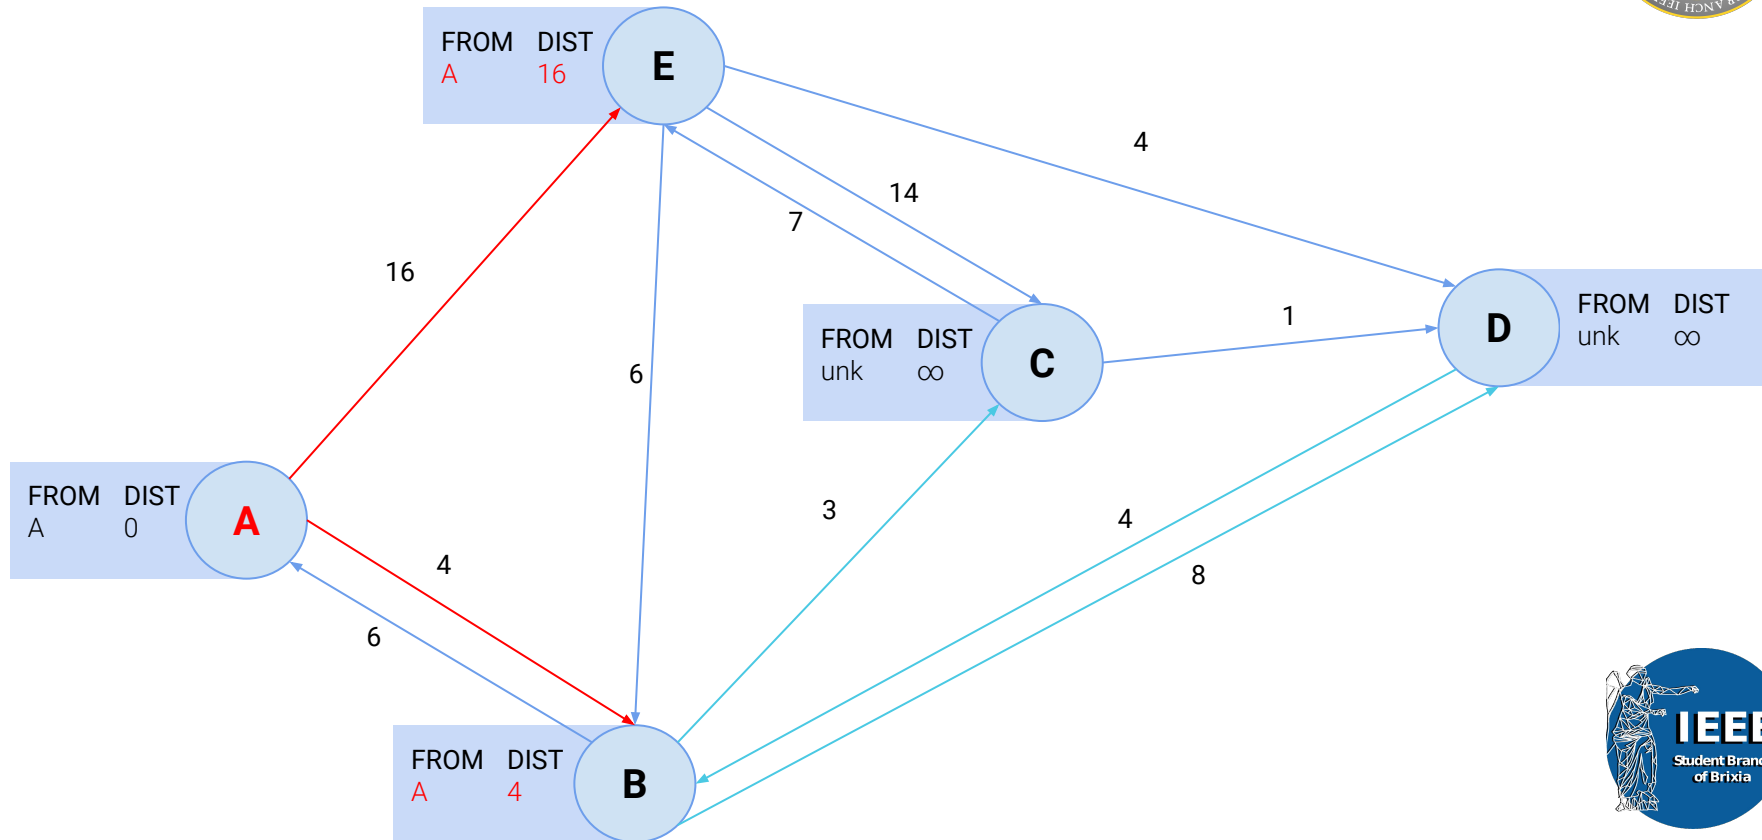 FROM DIST
A 16
E
4
14
7
16
FROM DIST
unk ∞
D
1
FROM DIST
unk ∞
C
6
FROM DIST
A 0
A
3
4
4
8
6
FROM DIST
A 4
B
IEEE
Student Branc
of Brixia